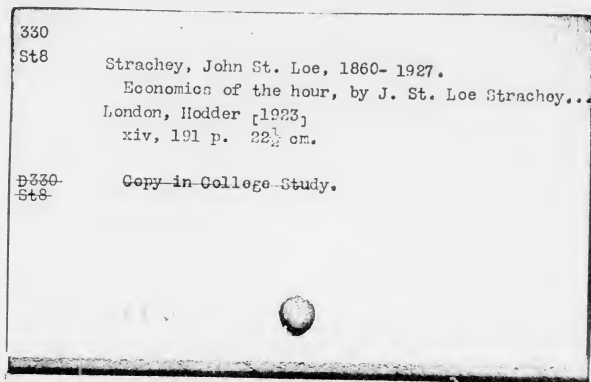 330
St8
Strachey, John St. Loe, 1860- 1927.
Economics of the hour, by J. St. Loe Strachey...
London, Hodder [1923]
xiv, 191 p. 22½ cm.
D330 Copy in College Study.
St8